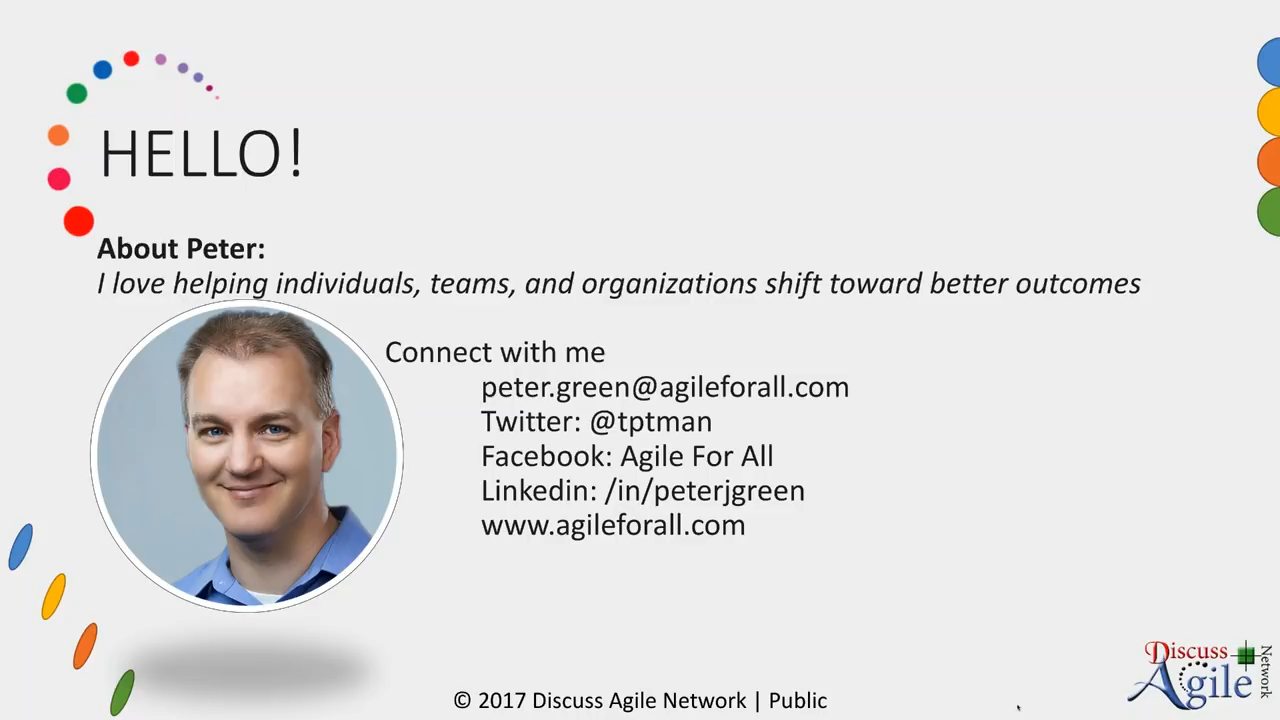 HELLO!
About Peter:
I love helping individuals, teams, and organizations shift toward better outcomes
Connect with me
peter.green@agileforall.com
Twitter: @tptman
Facebook: Agile For All
Linkedin: /in/peterjgreen
www.agileforall.com
© 2017 Discuss Agile Network | Public
Discuss
Agile
Network